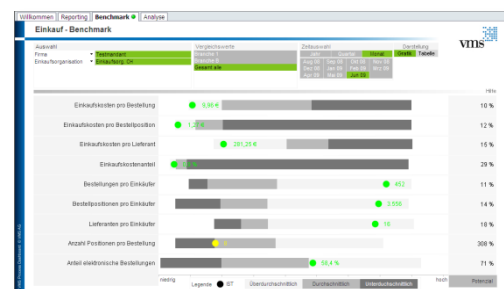 Willkommen Reporting Benchmark Analyse
Einkauf - Benchmark
vms
Auswahl Vergleichswerte Zeitauswahl Darstellung
Firma Testmandant Branche 1 Jahr Quartal Monat Grafik Tabelle
Einkaufsorganisation Einkaufsorg. CH Branche B Aug 08 Sep 08 Okt 08 Nov 08
Gesamt alle Dez 08 Jan 09 Feb 09 Mrz 09
Apr 09 Mai 09 Jun 09
Einkaufskosten pro Bestellung 9,99 € 10 %
Einkaufskosten pro Bestellposition 12 %
Einkaufskosten pro Lieferant 281,25 € 15 %
Einkaufskostenanteil 29 %
Bestellungen pro Einkäufer 452 11 %
Bestellpositionen pro Einkäufer 3.558 14 %
Lieferanten pro Einkäufer 18 18 %
Anzahl Positionen pro Bestellung 308 %
Anteil elektronische Bestellungen 58,4 % 71 %
niedrig Legende IST Überdurchschnittlich Durchschnittlich Unterdurchschnittlich hoch Potenzial